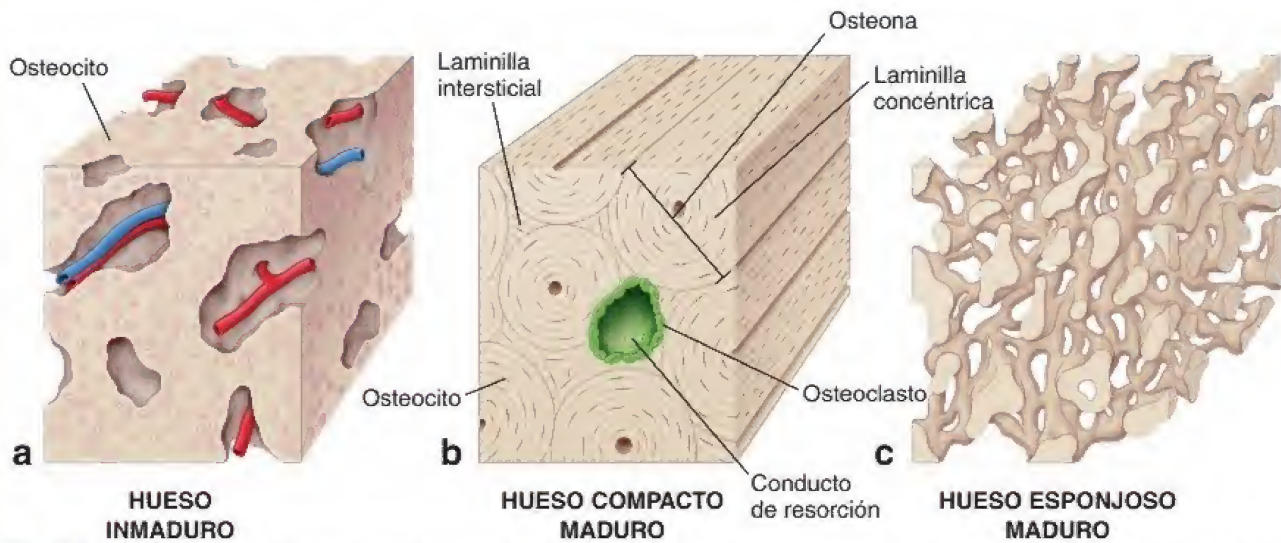 Osteocito
a
HUESO
INMADURO
Laminilla
intersticial
Osteona
Laminilla
concéntrica
Osteocito
Osteoclasto
Conducto
de resorción
b
HUESO COMPACTO
MADURO
c
HUESO ESPONJOSO
MADURO